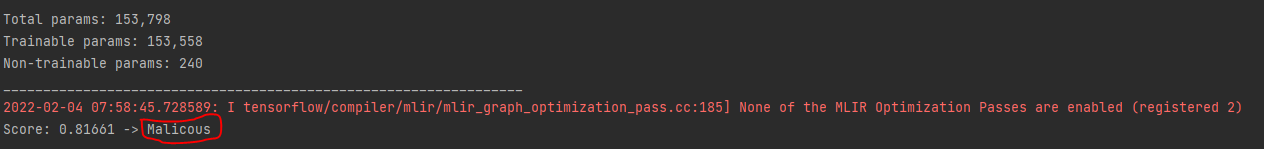 Total params: 153,798
Trainable params: 153,558
Non-trainable params: 240
_________________________________________________________________
2022-02-04 07:58:45.728589: I tensorflow/compiler/mlir/mlir_graph_optimization_pass.cc:185] None of the MLIR Optimization Passes are enabled (registered 2)
Score: 0.81661 -> Malicous